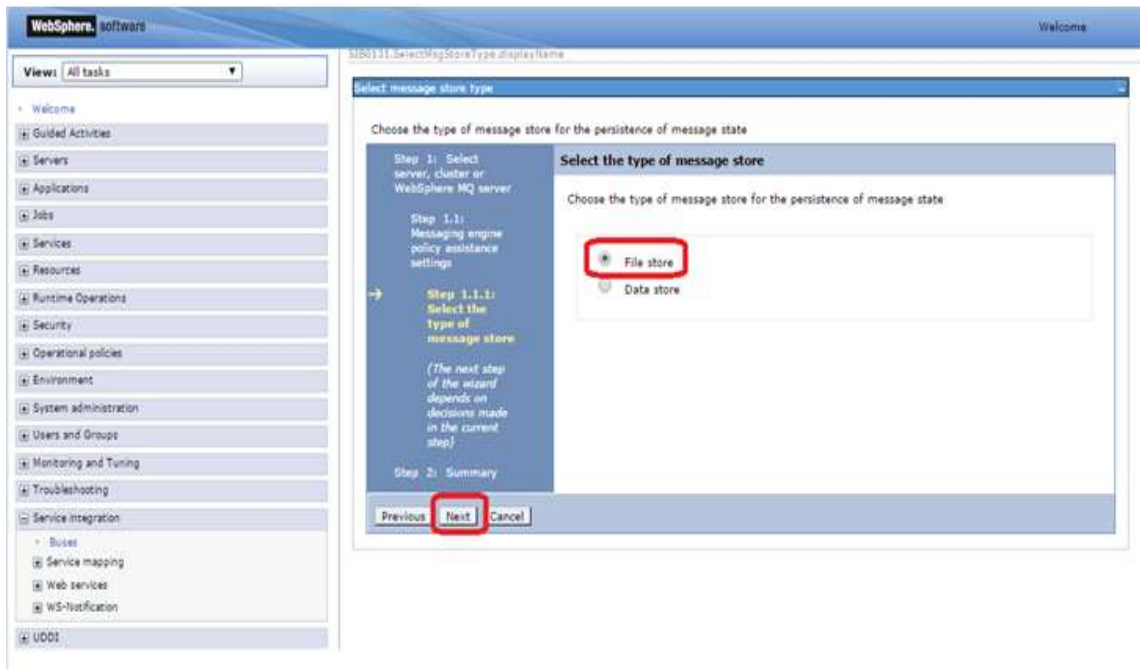 WebSphere. software
Welcome
View: All tasks
Welcome
Guided Activities
Servers
Applications
Jobs
Services
Resources
Runtime Operations
Security
Operational policies
Environment
System administration
Users and Groups
Monitoring and Tuning
Troubleshooting
Service integration
Buses
Service mapping
Web services
WS-Notification
UDDI
SIB0131.SelectMsgStoreType.displayName
Select message store type
Choose the type of message store for the persistence of message state
Step 1: Select
server, cluster or
WebSphere MQ server
Step 1.1:
Messaging engine
policy assistance
settings
Step 1.1.1:
Select the
type of
message store
(The next step
of the wizard
depends on
decisions made
in the current
step)
Step 2: Summary
Select the type of message store
Choose the type of message store for the persistence of message state
File store
Data store
Previous Next Cancel